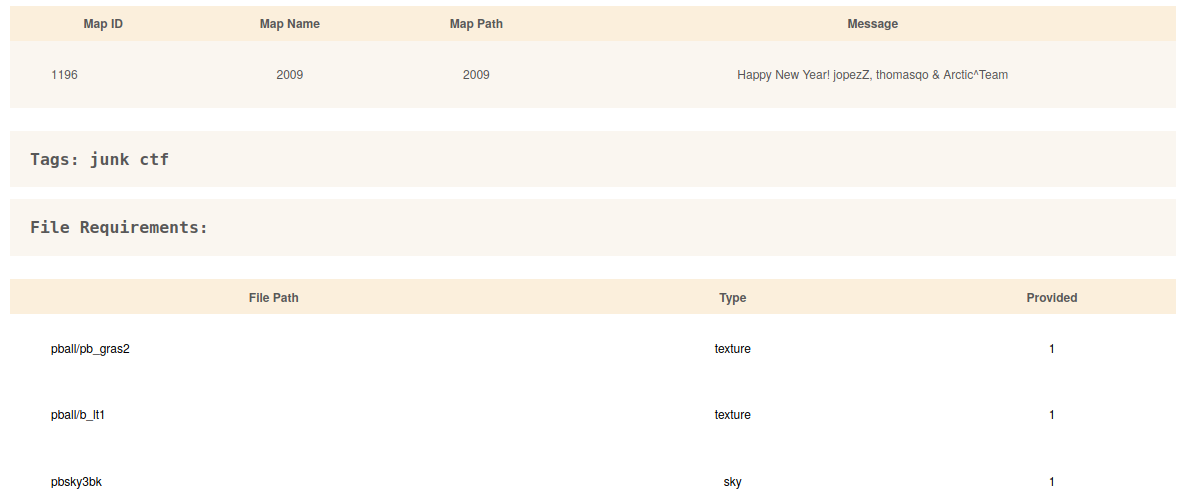 Map ID Map Name Map Path Message
1196 2009 2009 Happy New Year! jopezZ, thomasqo & Arctic^Team
Tags: junk ctf
File Requirements:
File Path Type Provided
pball/pb_gras2 texture 1
pball/b_lt1 texture 1
pbsky3bk sky 1